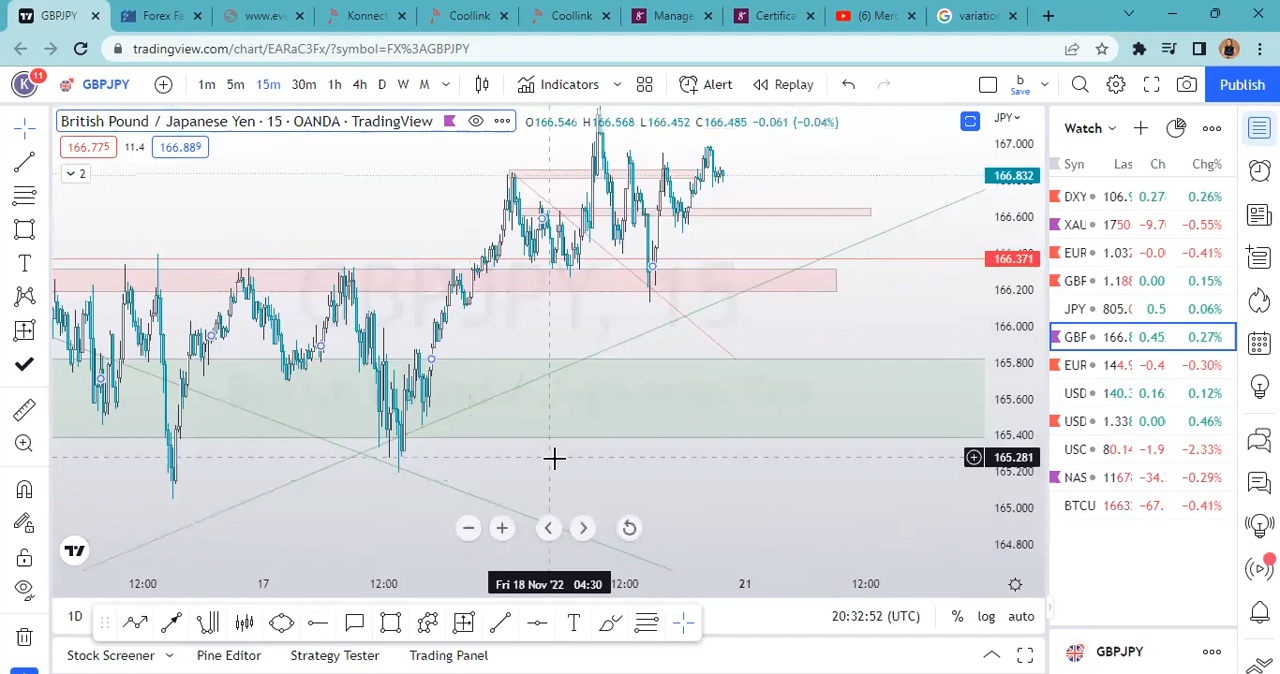 GBPJPY
Forex Fa
www.eve
Konnect
Coollink
Coollink
Manage
Certifica
(6) Merc
variation
tradingview.com/chart/EARaC3Fx/?symbol=FX%3AGBPJPY
K 11 GBPJPY 1m 5m 15m 30m 1h 4h D W M Indicators Alert Replay b Save Publish
British Pound / Japanese Yen · 15 · OANDA · TradingView O166.546 H166.568 L166.452 C166.485 −0.061 (−0.04%) JPY
166.775 11.4 166.889
2
Watch
Syn Las Ch Chg%
DXY 106.9 0.27 0.26%
XAU 1750 −9.7 −0.55%
EUR 1.032 −0.0 −0.41%
GBF 1.188 0.00 0.15%
JPY 805.0 0.5 0.06%
GBF 166.8 0.45 0.27%
EUR 144.9 −0.4 −0.30%
USD 140.3 0.16 0.12%
USD 1.338 0.00 0.46%
USC 80.14 −1.9 −2.33%
NAS 11678 −34. −0.29%
BTCU 1663 −67. −0.41%
167.000
166.832
166.600
166.371
166.200
166.000
165.800
165.600
165.400
165.281
165.200
165.000
164.800
GBPJPY, 15
12:00 17 12:00 Fri 18 Nov '22 04:30 12:00 21 12:00
1D 20:32:52 (UTC) % log auto
Stock Screener Pine Editor Strategy Tester Trading Panel
GBPJPY